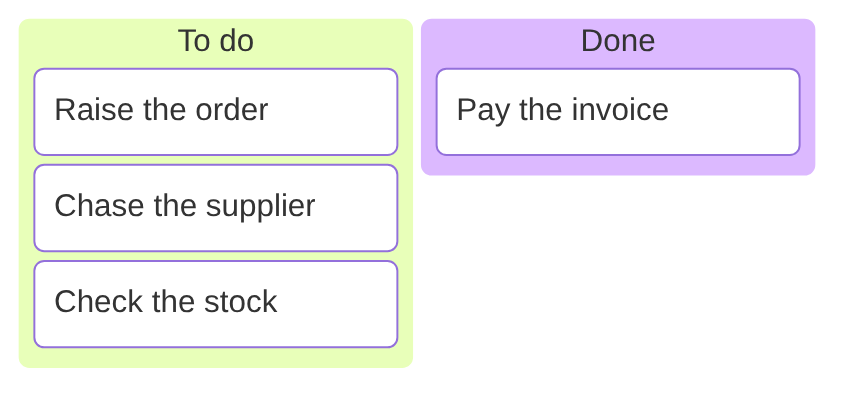 To do
Raise the order
Chase the supplier
Check the stock
Done
Pay the invoice